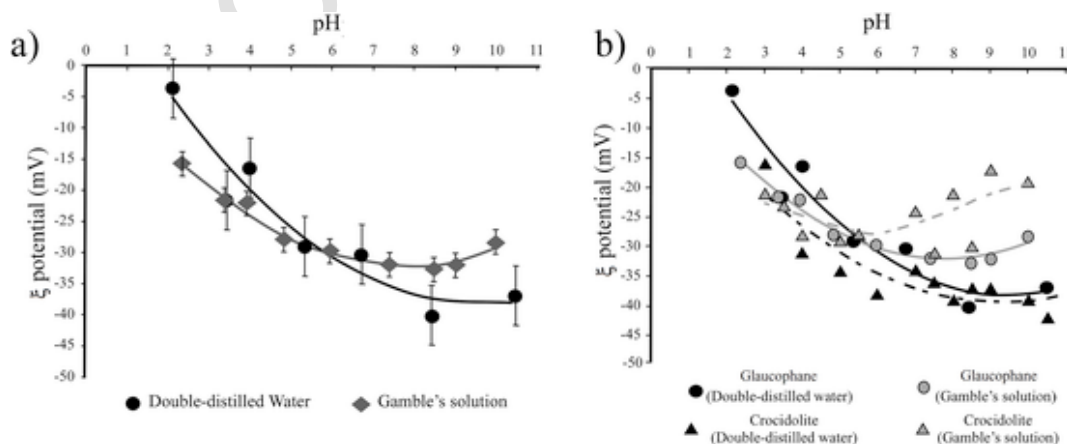 a)
pH
0 1 2 3 4 5 6 7 8 9 10 11
0
-5
-10
-15
-20
-25
-30
-35
-40
-45
-50
ξ potential (mV)
Double-distilled Water
Gamble's solution
b)
pH
0 1 2 3 4 5 6 7 8 9 10 1
0
-5
-10
-15
-20
-25
-30
-35
-40
-45
-50
ξ potential (mV)
Glaucophane
(Double-distilled water)
Glaucophane
(Gamble's solution)
Crocidolite
(Double-distilled water)
Crocidolite
(Gamble's solution)